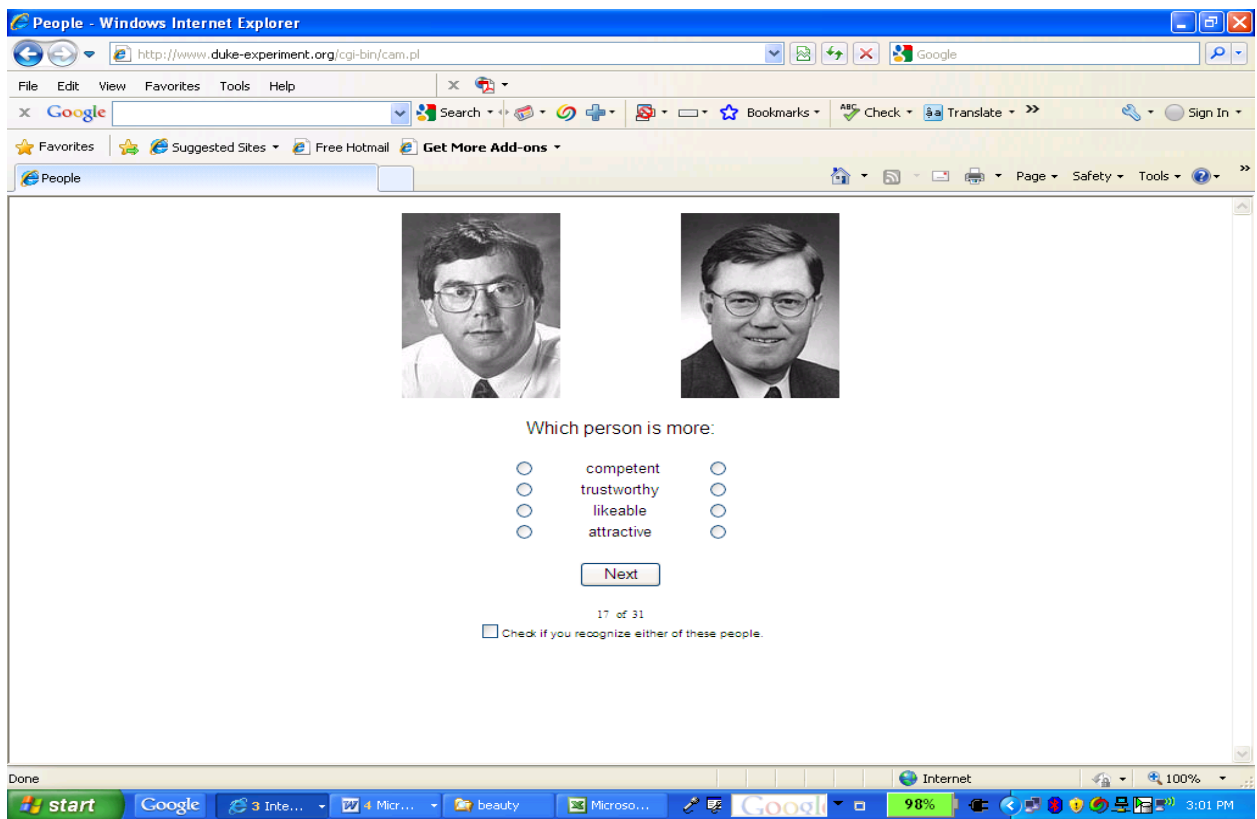 People - Windows Internet Explorer
http://www.duke-experiment.org/cgi-bin/cam.pl Google
File Edit View Favorites Tools Help
x Google Search Bookmarks ABC Check āa Translate >> Sign In
Favorites Suggested Sites Free Hotmail Get More Add-ons
People Page Safety Tools >>
Which person is more:
competent
trustworthy
likeable
attractive
Next
17 of 31
Check if you recognize either of these people.
Done Internet 100%
start Google 3 Inte... 4 Micr... beauty Microso... Googl 98% 3:01 PM